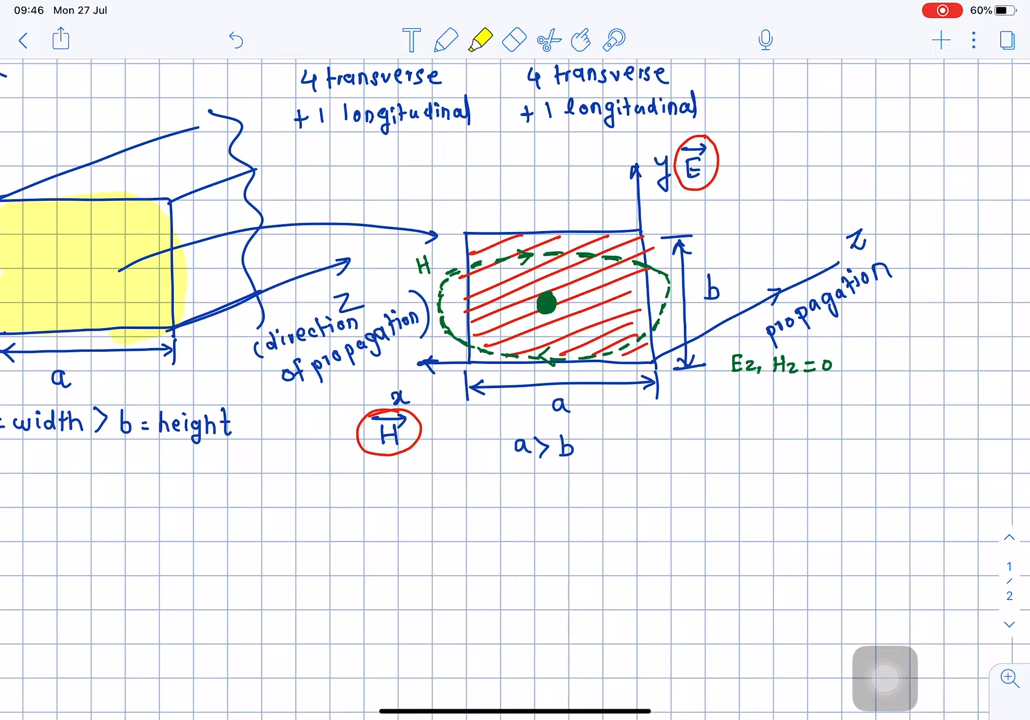 09:46 Mon 27 Jul
60%
T
4 transverse
+ 1 longitudinal
4 transverse
+ 1 longitudinal
y E
H
Z
(direction
of propagation)
Z
propagation
b
Ez, Hz = 0
a
a
x
H
= width > b = height
a > b
1
/
2